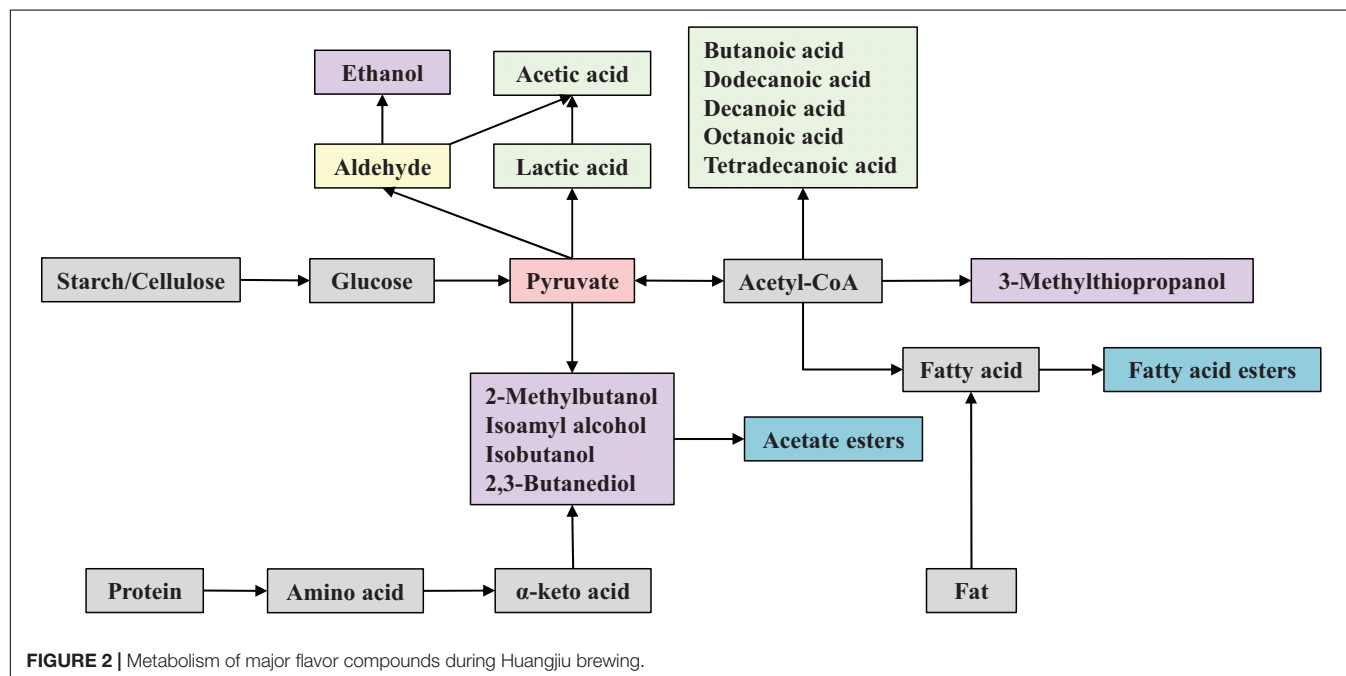 Butanoic acid
Dodecanoic acid
Decanoic acid
Octanoic acid
Tetradecanoic acid
Ethanol
Acetic acid
Aldehyde
Lactic acid
Starch/Cellulose
Glucose
Pyruvate
Acetyl-CoA
3-Methylthiopropanol
Fatty acid
Fatty acid esters
2-Methylbutanol
Isoamyl alcohol
Isobutanol
2,3-Butanediol
Acetate esters
Protein
Amino acid
α-keto acid
Fat
FIGURE 2 | Metabolism of major flavor compounds during Huangjiu brewing.